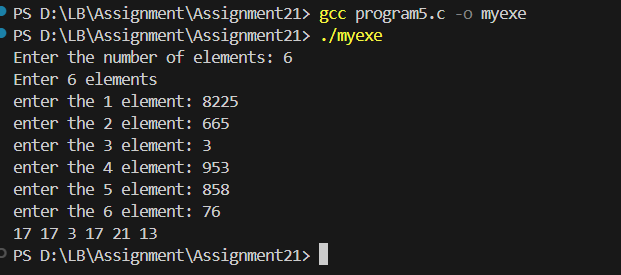 PS D:\LB\Assignment\Assignment21> gcc program5.c -o myexe
PS D:\LB\Assignment\Assignment21> ./myexe
Enter the number of elements: 6
Enter 6 elements
enter the 1 element: 8225
enter the 2 element: 665
enter the 3 element: 3
enter the 4 element: 953
enter the 5 element: 858
enter the 6 element: 76
17 17 3 17 21 13
PS D:\LB\Assignment\Assignment21>